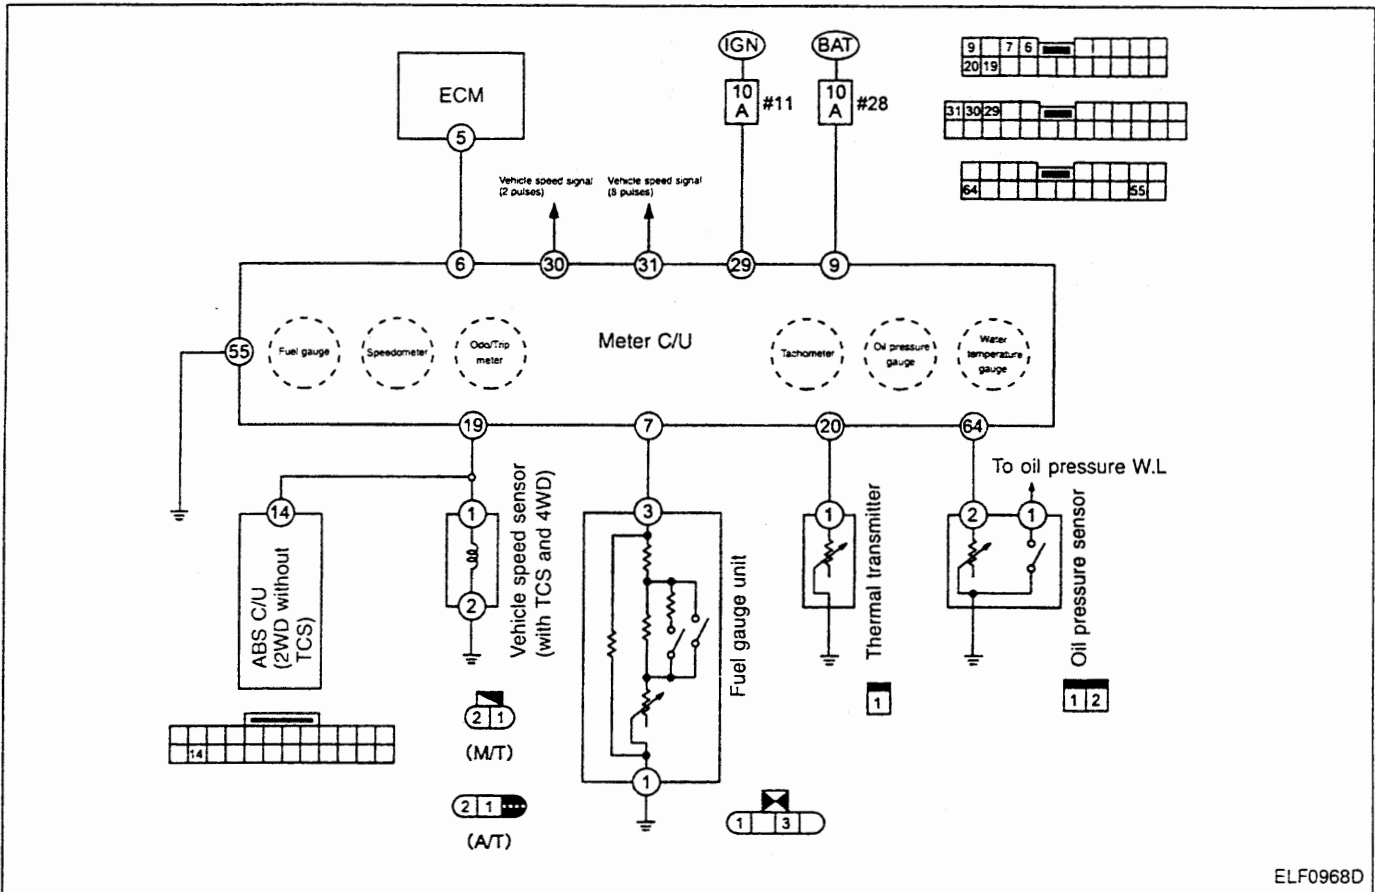 IGN
BAT
10
A
#11
10
A
#28
ECM
5
9 7 6
20 19
31 30 29
64 55
Vehicle speed signal
(2 pulses)
Vehicle speed signal
(8 pulses)
6
30
31
29
9
55
Fuel gauge
Speedometer
Odo/Trip
meter
Meter C/U
Tachometer
Oil pressure
gauge
Water
temperature
gauge
19
7
20
64
To oil pressure W.L
14
ABS C/U
(2WD without
TCS)
14
1
2
Vehicle speed sensor
(with TCS and 4WD)
2 1
(M/T)
2 1
(A/T)
3
1
Fuel gauge unit
1 3
1
Thermal transmitter
1
2
1
Oil pressure sensor
1 2
ELF0968D